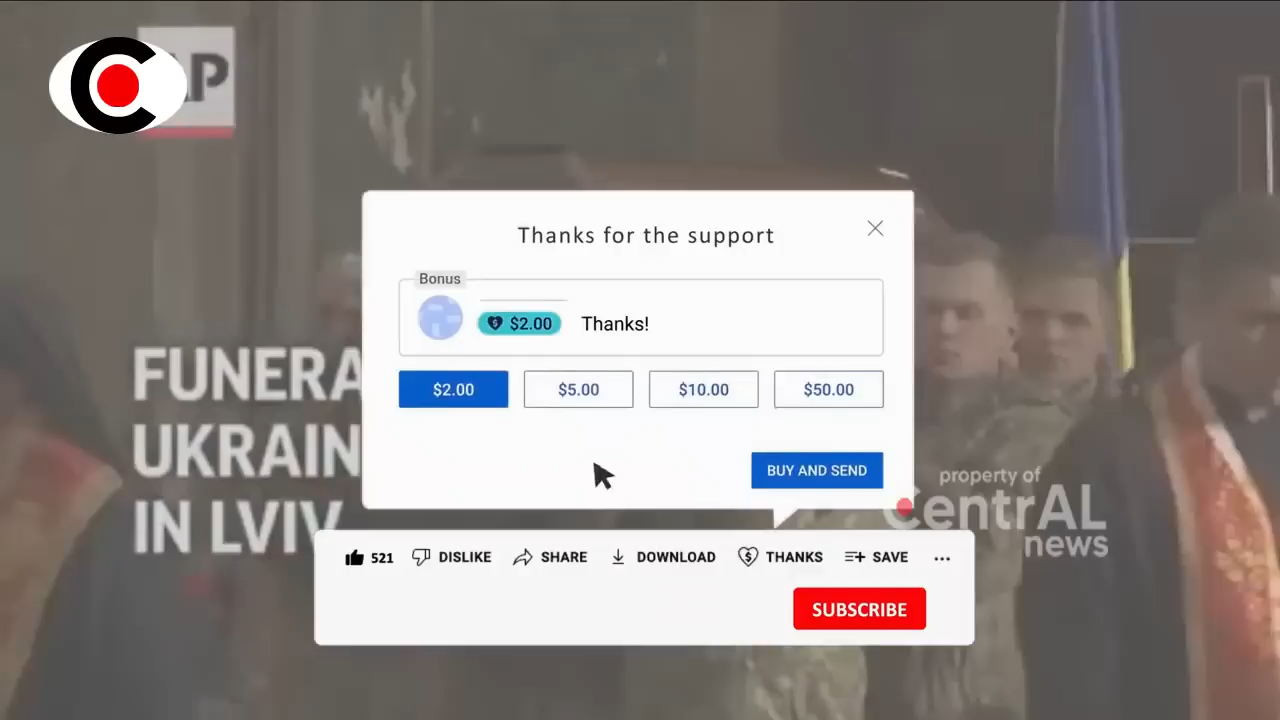 AP
Thanks for the support
Bonus
$2.00 Thanks!
$2.00 $5.00 $10.00 $50.00
BUY AND SEND
FUNERA
UKRAIN
IN LVIV
property of
CentrAL
news
521 DISLIKE SHARE DOWNLOAD THANKS SAVE ...
SUBSCRIBE